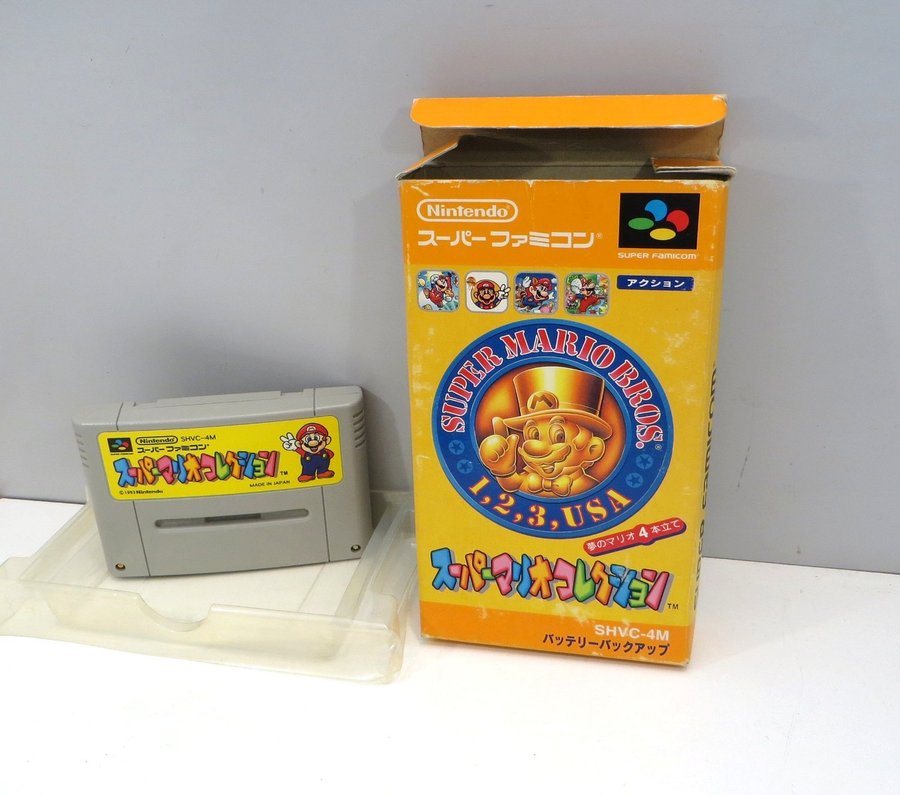 Nintendo SHVC-4M
スーパーファミコン
スーパーマリオコレクション TM
MADE IN JAPAN
©1993 Nintendo
Nintendo
スーパーファミコン®
SUPER FAMICOM
アクション
SUPER MARIO BROS.®
1, 2, 3, USA
夢のマリオ4本立て
スーパーマリオコレクション TM
SHVC-4M
バッテリーバックアップ